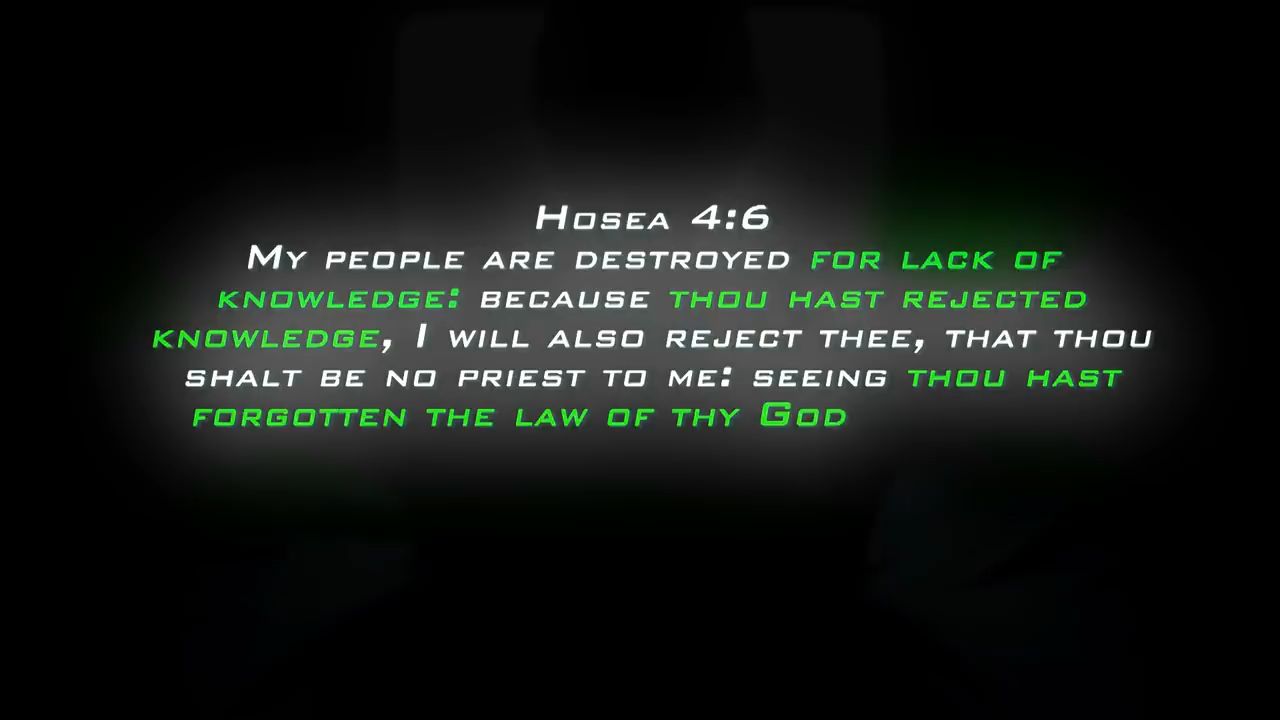 Hosea 4:6
My people are destroyed for lack of
knowledge: because thou hast rejected
knowledge, I will also reject thee, that thou
shalt be no priest to me: seeing thou hast
forgotten the law of thy God